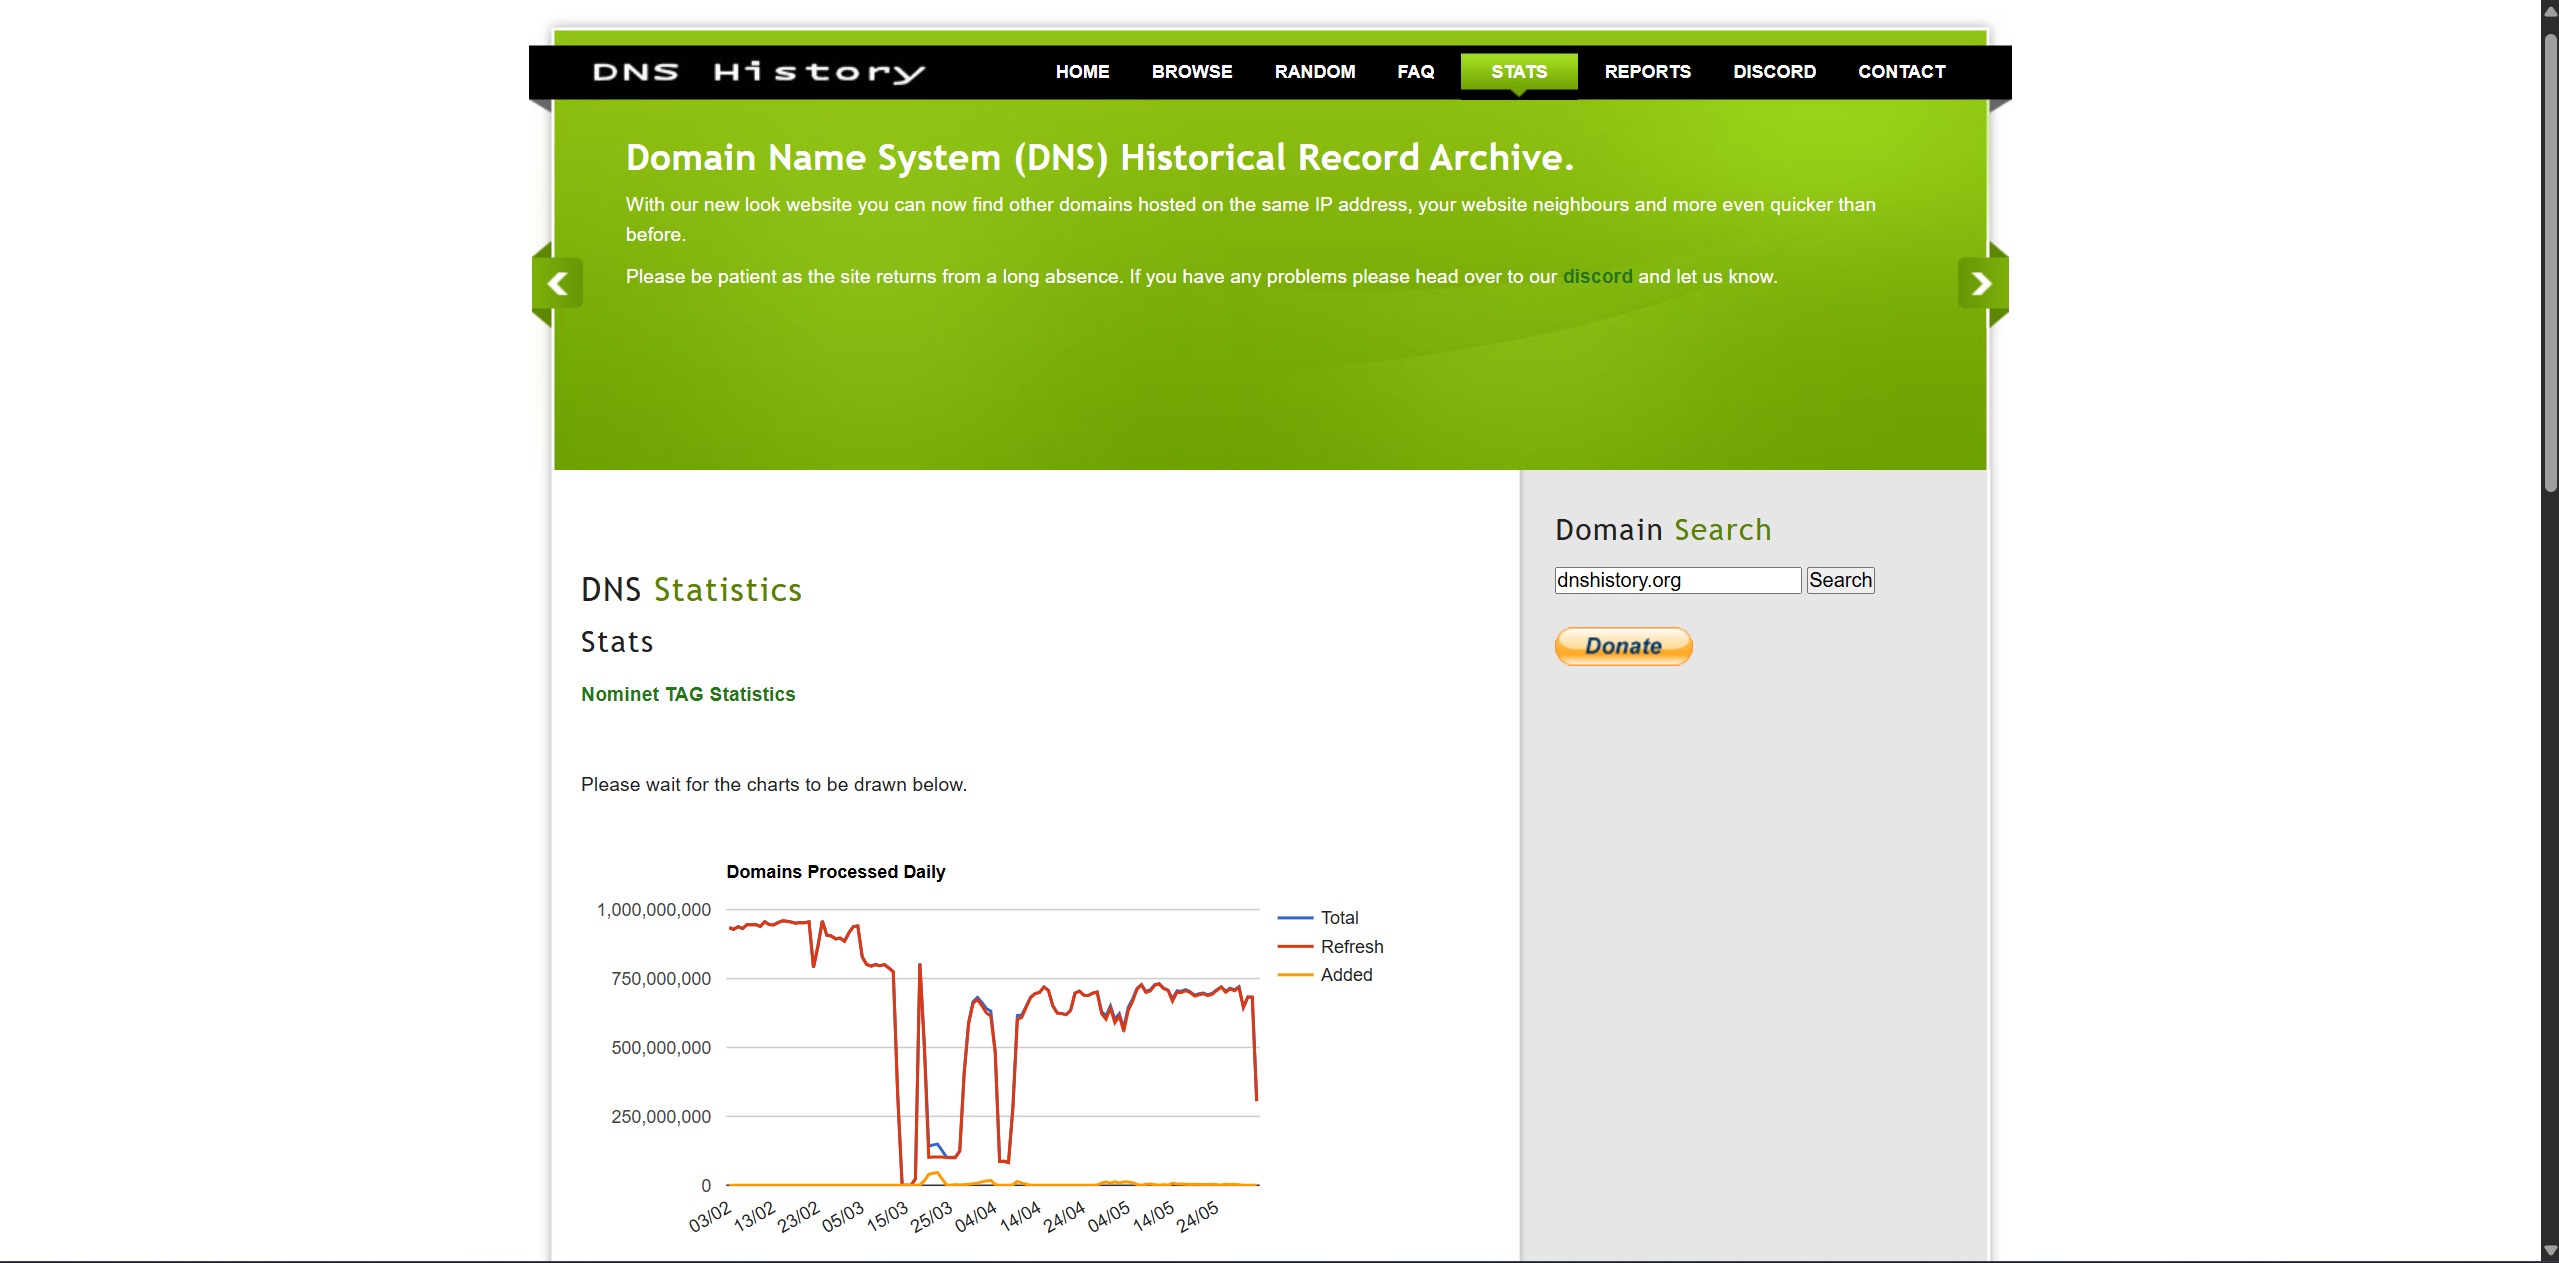 DNS History
HOME BROWSE RANDOM FAQ STATS REPORTS DISCORD CONTACT
Domain Name System (DNS) Historical Record Archive.
With our new look website you can now find other domains hosted on the same IP address, your website neighbours and more even quicker than
before.
Please be patient as the site returns from a long absence. If you have any problems please head over to our discord and let us know.
DNS Statistics
Stats
Nominet TAG Statistics
Please wait for the charts to be drawn below.
Domains Processed Daily
1,000,000,000
750,000,000
500,000,000
250,000,000
0
03/02 13/02 23/02 05/03 15/03 25/03 04/04 14/04 24/04 04/05 14/05 24/05
Total
Refresh
Added
Domain Search
dnshistory.org Search
Donate